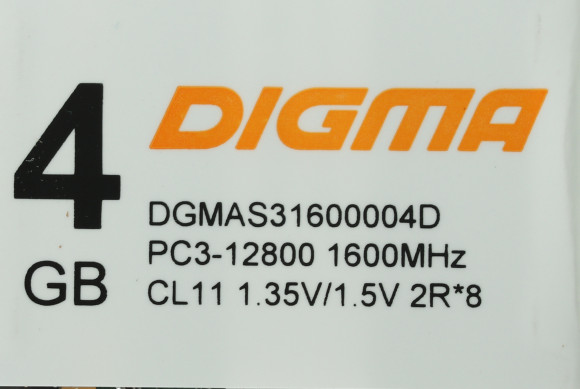 4
GB
DIGMA
DGMAS31600004D
PC3-12800 1600MHz
CL11 1.35V/1.5V 2R*8